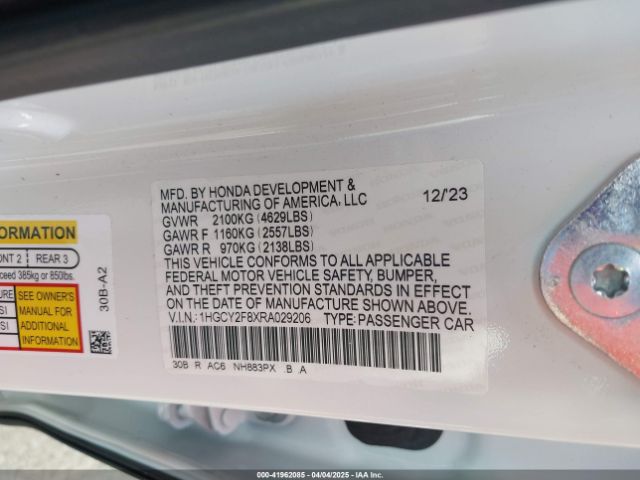 MFD. BY HONDA DEVELOPMENT &
MANUFACTURING OF AMERICA, LLC 12/'23
GVWR 2100KG (4629LBS)
GAWR F 1160KG (2557LBS)
GAWR R 970KG (2138LBS)
THIS VEHICLE CONFORMS TO ALL APPLICABLE
FEDERAL MOTOR VEHICLE SAFETY, BUMPER,
AND THEFT PREVENTION STANDARDS IN EFFECT
ON THE DATE OF MANUFACTURE SHOWN ABOVE.
V.I.N.: 1HGCY2F8XRA029206 TYPE: PASSENGER CAR
30B R AC6 NH883PX .B .A
ORMATION
ONT 2 REAR 3
ceed 385kg or 850lbs.
SEE OWNER'S
MANUAL FOR
ADDITIONAL
INFORMATION
URE
SI
SI
30B-A2
000-41962085 - 04/04/2025 - IAA Inc.